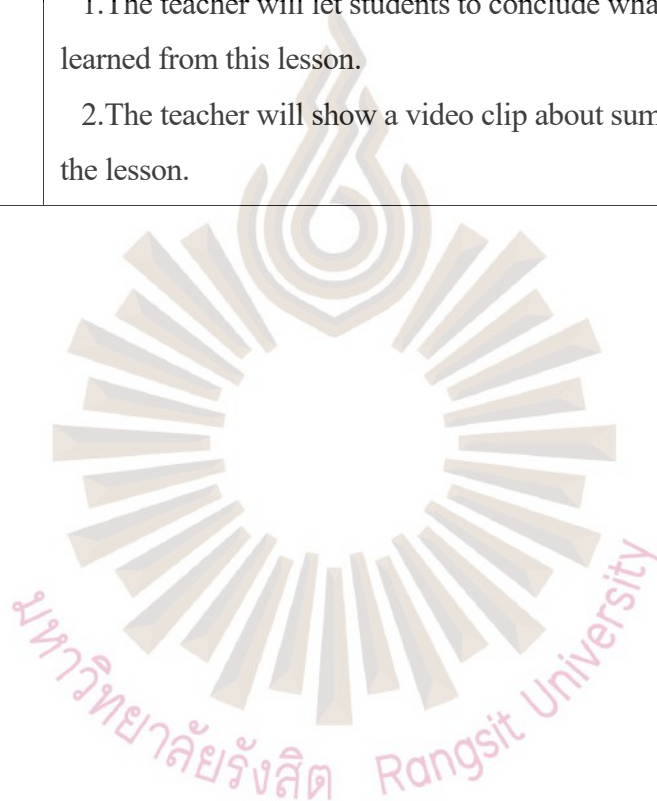 1.The teacher will let students to conclude wha
learned from this lesson.
2.The teacher will show a video clip about sum
the lesson.
มหาวิทยาลัยรังสิต Rangsit University